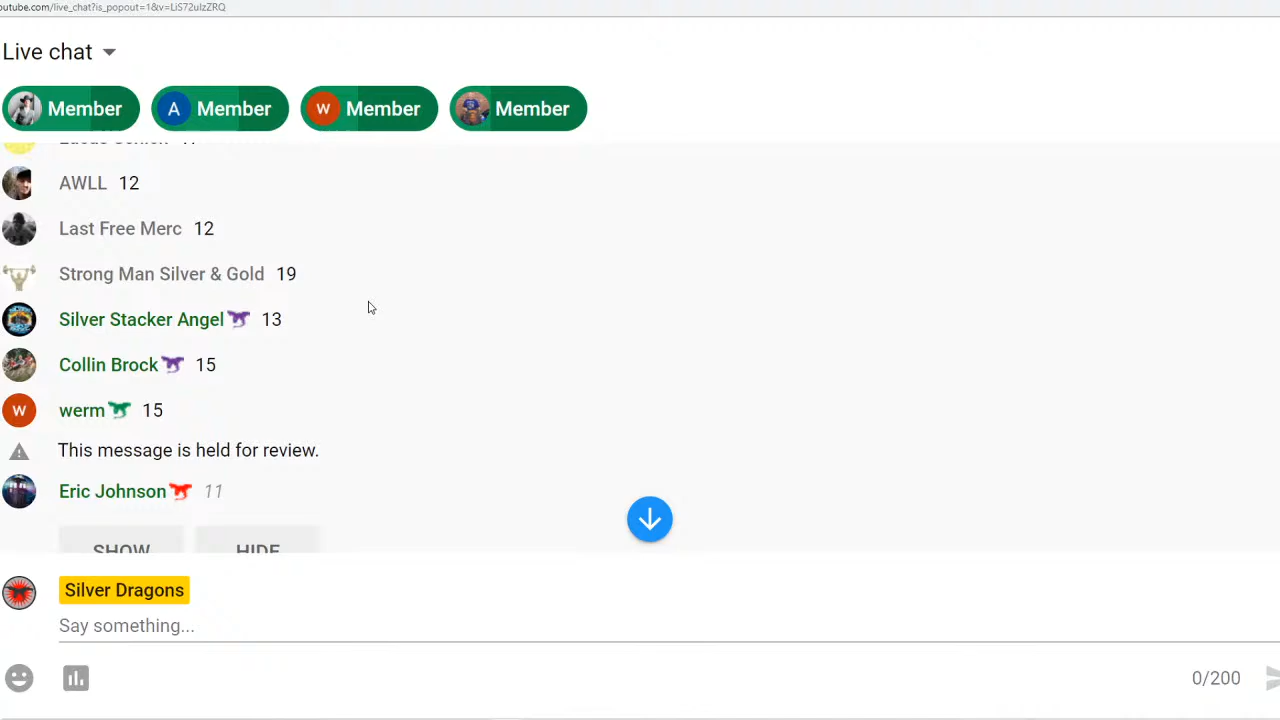 outube.com/live_chat?is_popout=1&v=LiS72uIzZRQ
Live chat
Member A Member W Member Member
AWLL 12
Last Free Merc 12
Strong Man Silver & Gold 19
Silver Stacker Angel 13
Collin Brock 15
W werm 15
This message is held for review.
Eric Johnson 11
SHOW HIDE
Silver Dragons
Say something...
0/200